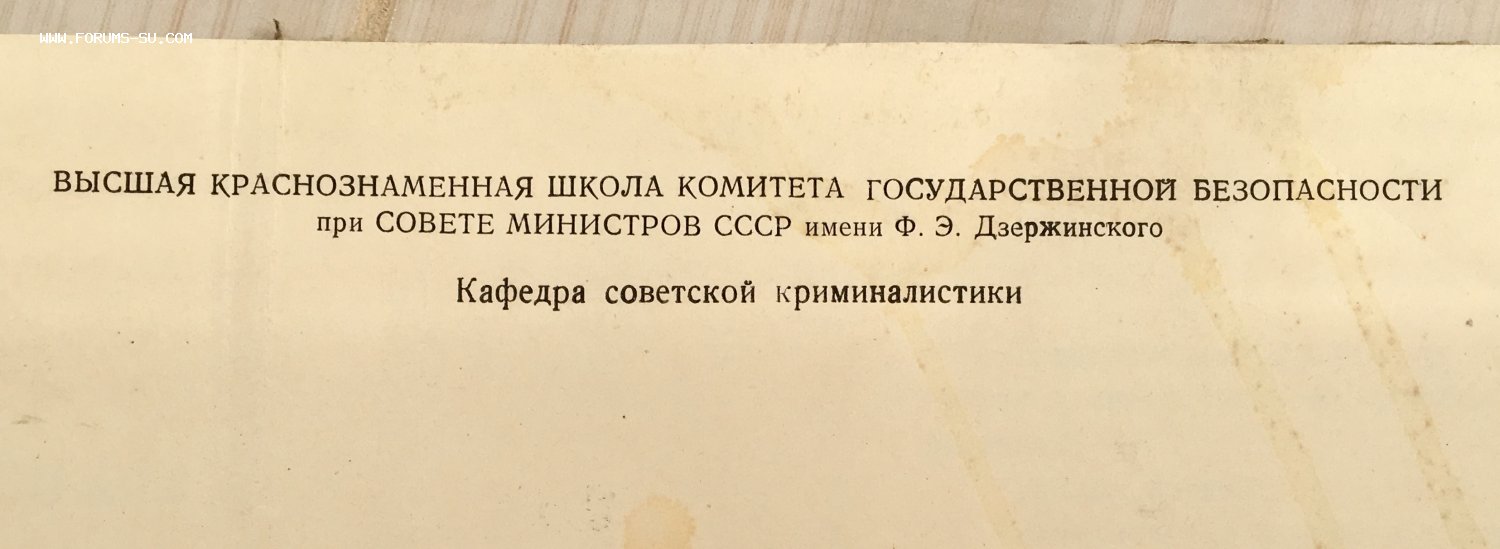 WWW.FORUMS-SU.COM
ВЫСШАЯ КРАСНОЗНАМЕННАЯ ШКОЛА КОМИТЕТА ГОСУДАРСТВЕННОЙ БЕЗОПАСНОСТИ
при СОВЕТЕ МИНИСТРОВ СССР имени Ф. Э. Дзержинского
Кафедра советской криминалистики